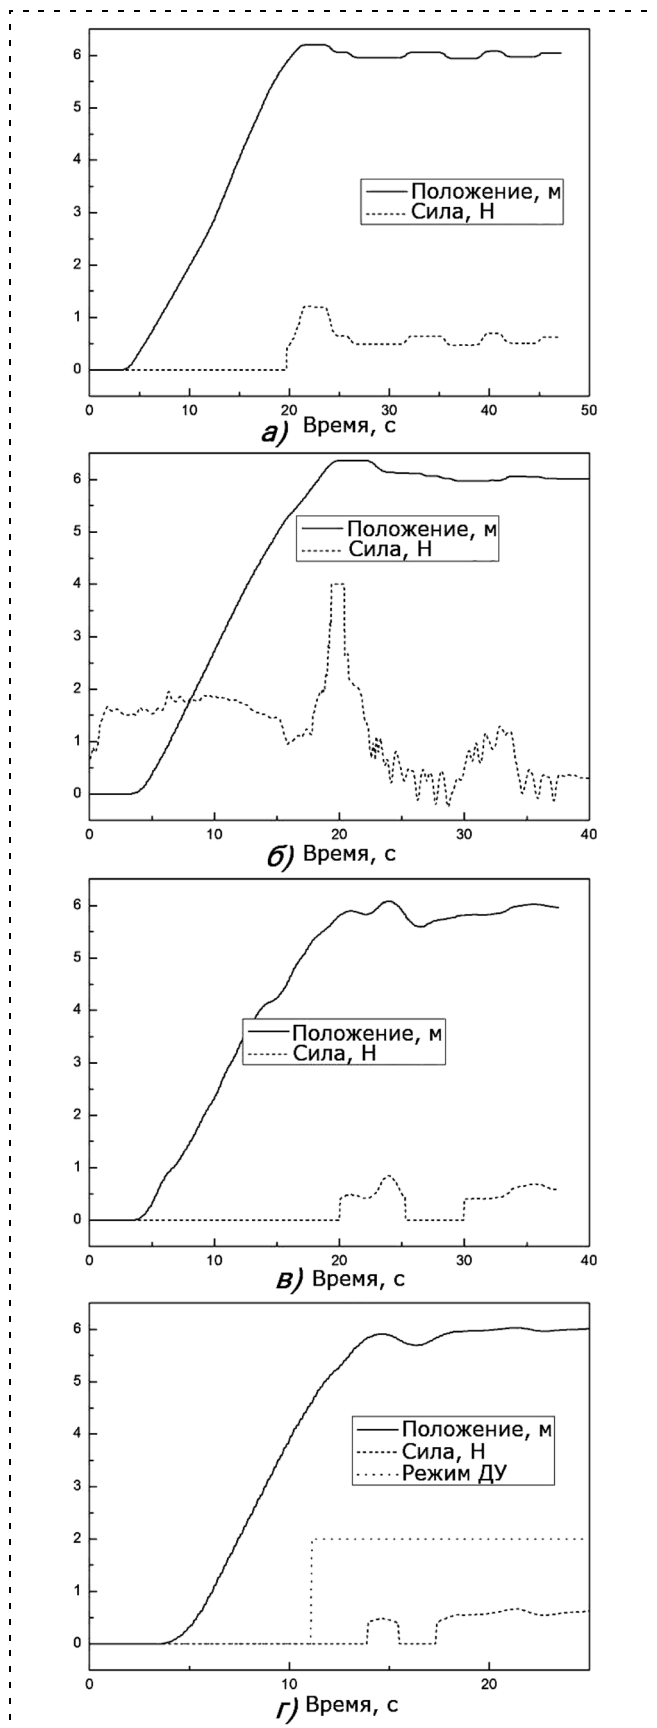 6
5
4
Положение, м
Сила, Н
3
2
1
0
0 10 20 30 40 50
а) Время, с
6
5
Положение, м
Сила, Н
4
3
2
1
0
0 10 20 30 40
б) Время, с
6
5
4
Положение, м
Сила, Н
3
2
1
0
0 10 20 30 40
в) Время, с
6
5
4
Положение, м
Сила, Н
Режим ДУ
3
2
1
0
0 10 20
г) Время, с